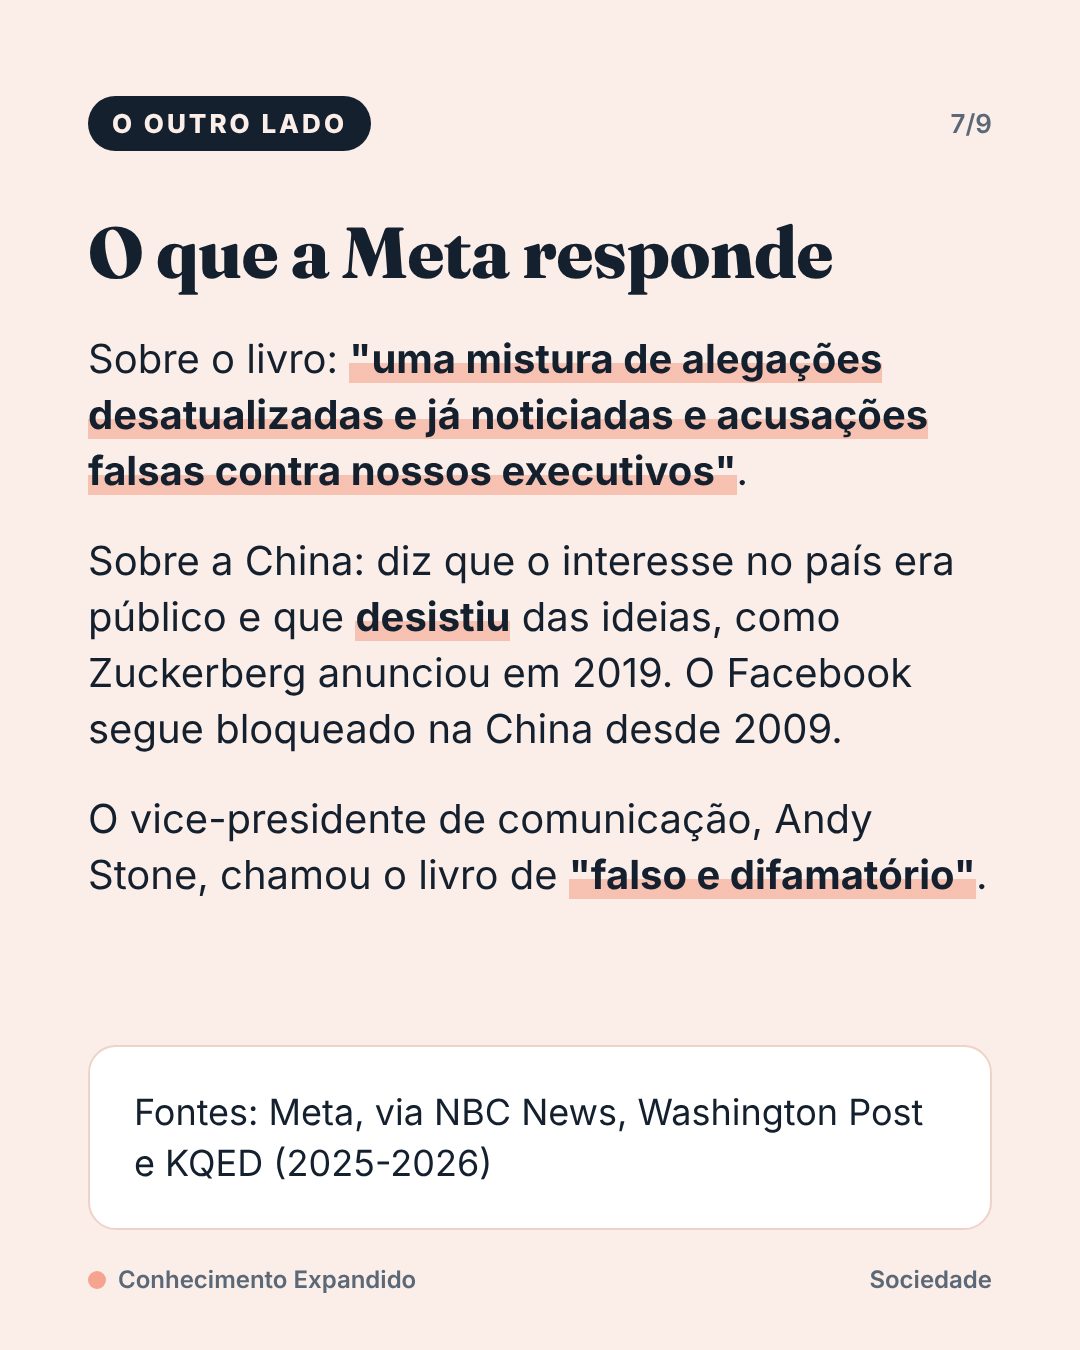 O OUTRO LADO
7/9
O que a Meta responde
Sobre o livro: "uma mistura de alegações
desatualizadas e já noticiadas e acusações
falsas contra nossos executivos".
Sobre a China: diz que o interesse no país era
público e que desistiu das ideias, como
Zuckerberg anunciou em 2019. O Facebook
segue bloqueado na China desde 2009.
O vice-presidente de comunicação, Andy
Stone, chamou o livro de "falso e difamatório".
Fontes: Meta, via NBC News, Washington Post
e KQED (2025-2026)
Conhecimento Expandido
Sociedade